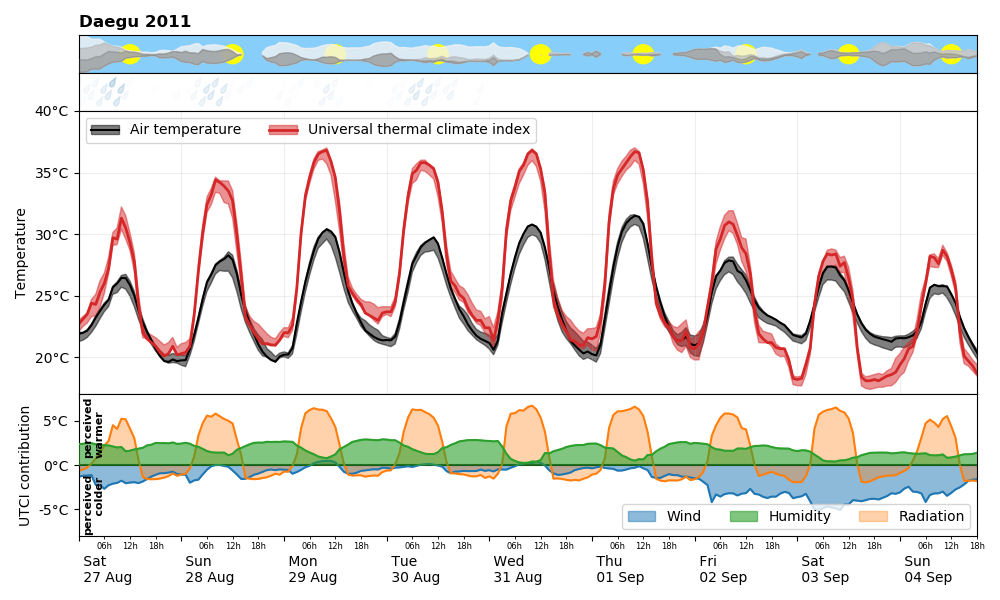 Daegu 2011
40°C
Air temperature
Universal thermal climate index
35°C
30°C
25°C
20°C
Temperature
5°C
0°C
-5°C
UTCI contribution
perceived
warmer
perceived
colder
Wind
Humidity
Radiation
06h 12h 18h 06h 12h 18h 06h 12h 18h 06h 12h 18h 06h 12h 18h 06h 12h 18h 06h 12h 18h 06h 12h 18h 06h 12h 18h
Sat Sun Mon Tue Wed Thu Fri Sat Sun
27 Aug 28 Aug 29 Aug 30 Aug 31 Aug 01 Sep 02 Sep 03 Sep 04 Sep